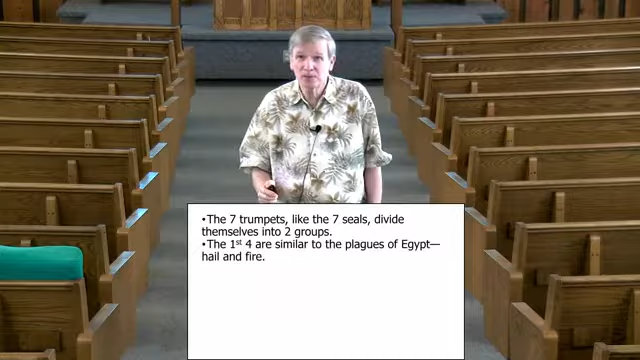 •The 7 trumpets, like the 7 seals, divide
themselves into 2 groups.
•The 1st 4 are similar to the plagues of Egypt—
hail and fire.